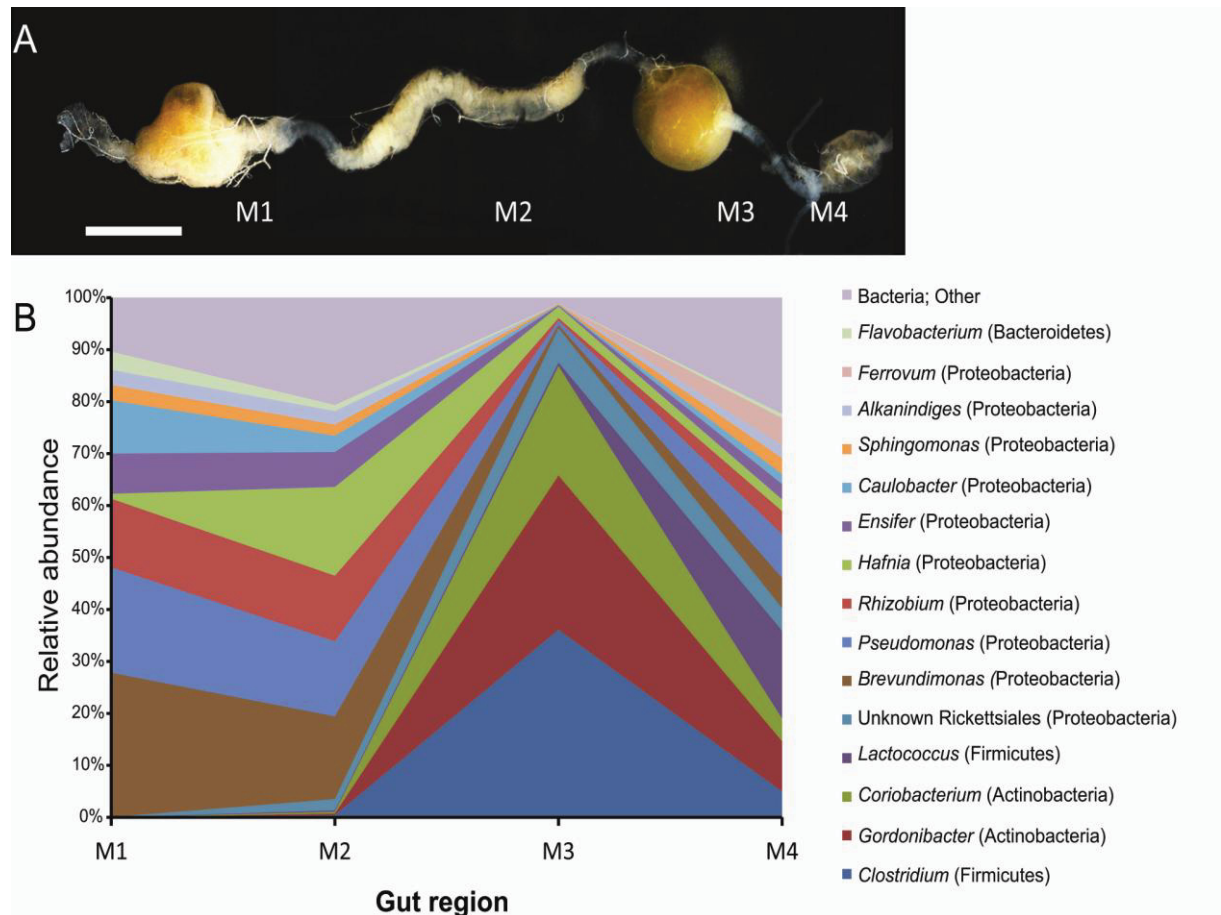 A
M1
M2
M3
M4
B
100%
90%
80%
70%
60%
50%
40%
30%
20%
10%
0%
Relative abundance
M1
M2
M3
M4
Gut region
Bacteria; Other
Flavobacterium (Bacteroidetes)
Ferrovum (Proteobacteria)
Alkanindiges (Proteobacteria)
Sphingomonas (Proteobacteria)
Caulobacter (Proteobacteria)
Ensifer (Proteobacteria)
Hafnia (Proteobacteria)
Rhizobium (Proteobacteria)
Pseudomonas (Proteobacteria)
Brevundimonas (Proteobacteria)
Unknown Rickettsiales (Proteobacteria)
Lactococcus (Firmicutes)
Coriobacterium (Actinobacteria)
Gordonibacter (Actinobacteria)
Clostridium (Firmicutes)